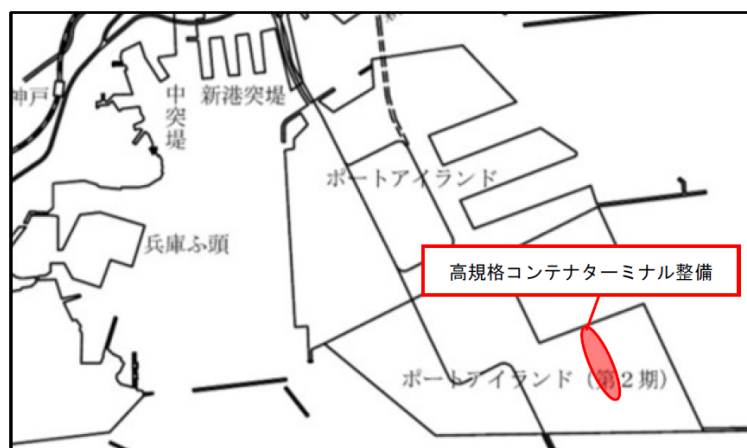 神戸
中突堤
新港突堤
ポートアイランド
兵庫ふ頭
高規格コンテナターミナル整備
ポートアイランド（第２期）